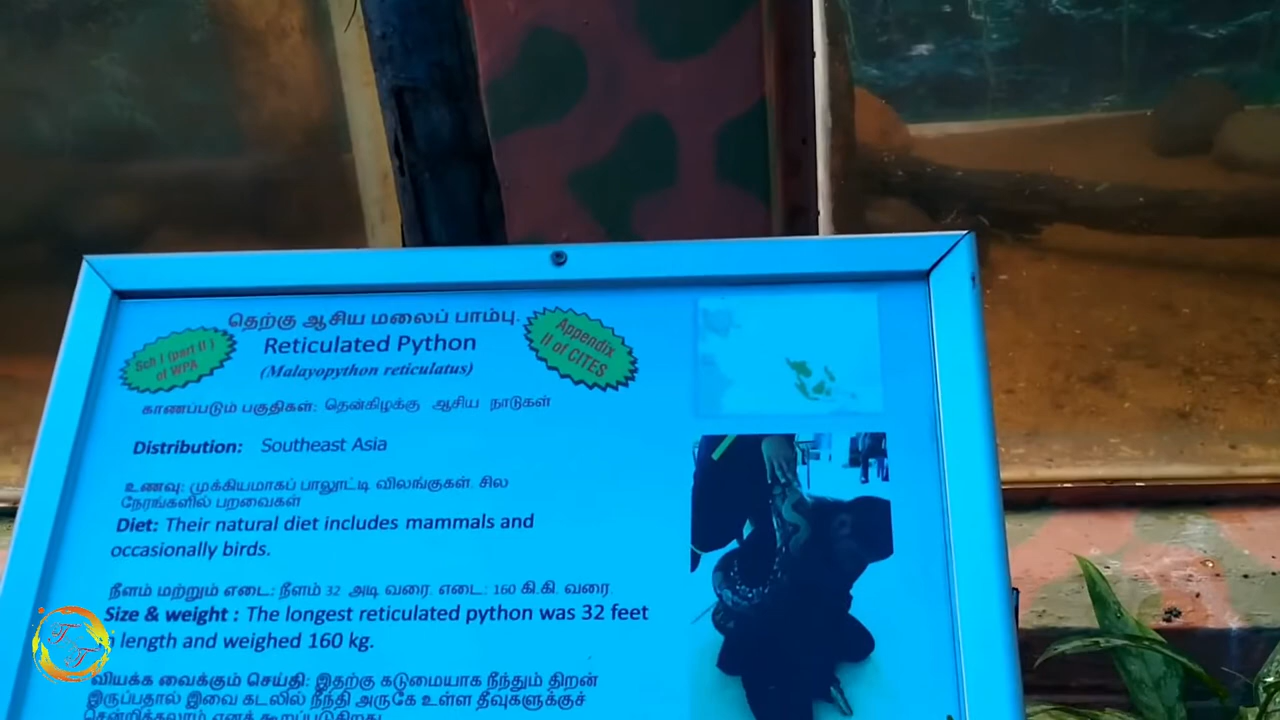 தெற்கு ஆசிய மலைப் பாம்பு.
Reticulated Python
(Malayopython reticulatus)
Sch I (part II)
of WPA
Appendix
II of CITES
காணப்படும் பகுதிகள்: தென்கிழக்கு ஆசிய நாடுகள்
Distribution: Southeast Asia
உணவு: முக்கியமாகப் பாலூட்டி விலங்குகள். சில
நேரங்களில் பறவைகள்
Diet: Their natural diet includes mammals and
occasionally birds.
நீளம் மற்றும் எடை: நீளம் 32 அடி வரை. எடை: 160 கி.கி. வரை.
Size & weight : The longest reticulated python was 32 feet
length and weighed 160 kg.
வியக்க வைக்கும் செய்தி: இதற்கு கடுமையாக நீந்தும் திறன்
இருப்பதால் இவை கடலில் நீந்தி அருகே உள்ள தீவுகளுக்குச்
T T